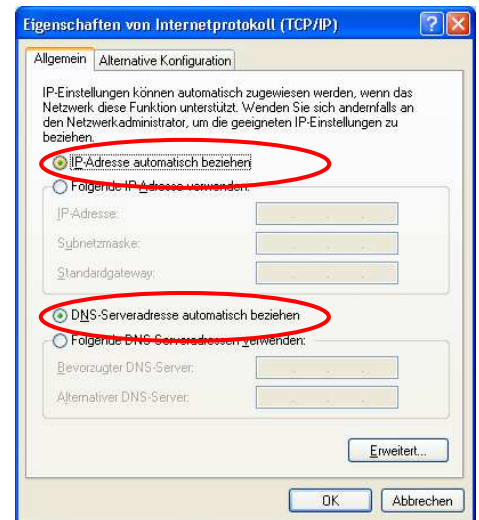 Eigenschaften von Internetprotokoll (TCP/IP)
Allgemein
Alternative Konfiguration
IP-Einstellungen können automatisch zugewiesen werden, wenn das
Netzwerk diese Funktion unterstützt. Wenden Sie sich andernfalls an
den Netzwerkadministrator, um die geeigneten IP-Einstellungen zu
beziehen.
IP-Adresse automatisch beziehen
Folgende IP-Adresse verwenden:
IP-Adresse:
Subnetzmaske:
Standardgateway:
DNS-Serveradresse automatisch beziehen
Folgende DNS-Serveradressen verwenden:
Bevorzugter DNS-Server:
Alternativer DNS-Server:
Erweitert...
OK
Abbrechen